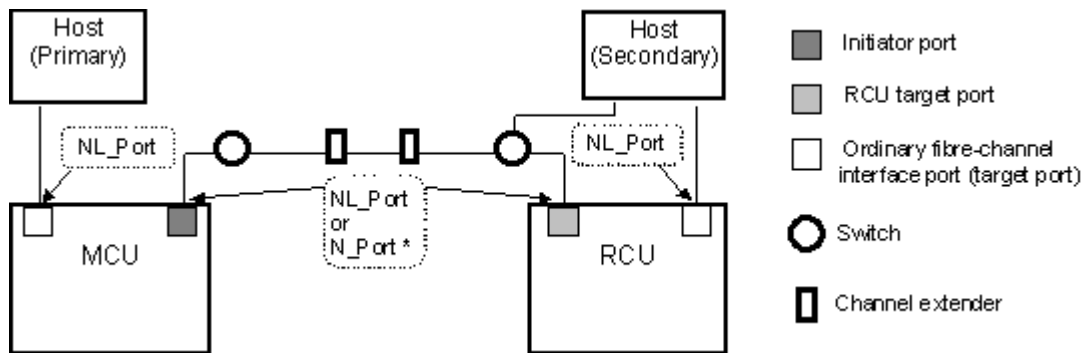 Host
(Primary)
Host
(Secondary)
Initiator port
RCU target port
Ordinary fibre-channel
interface port (target port)
Switch
Channel extender
NL_Port
NL_Port
NL_Port
or
N_Port *
MCU
RCU